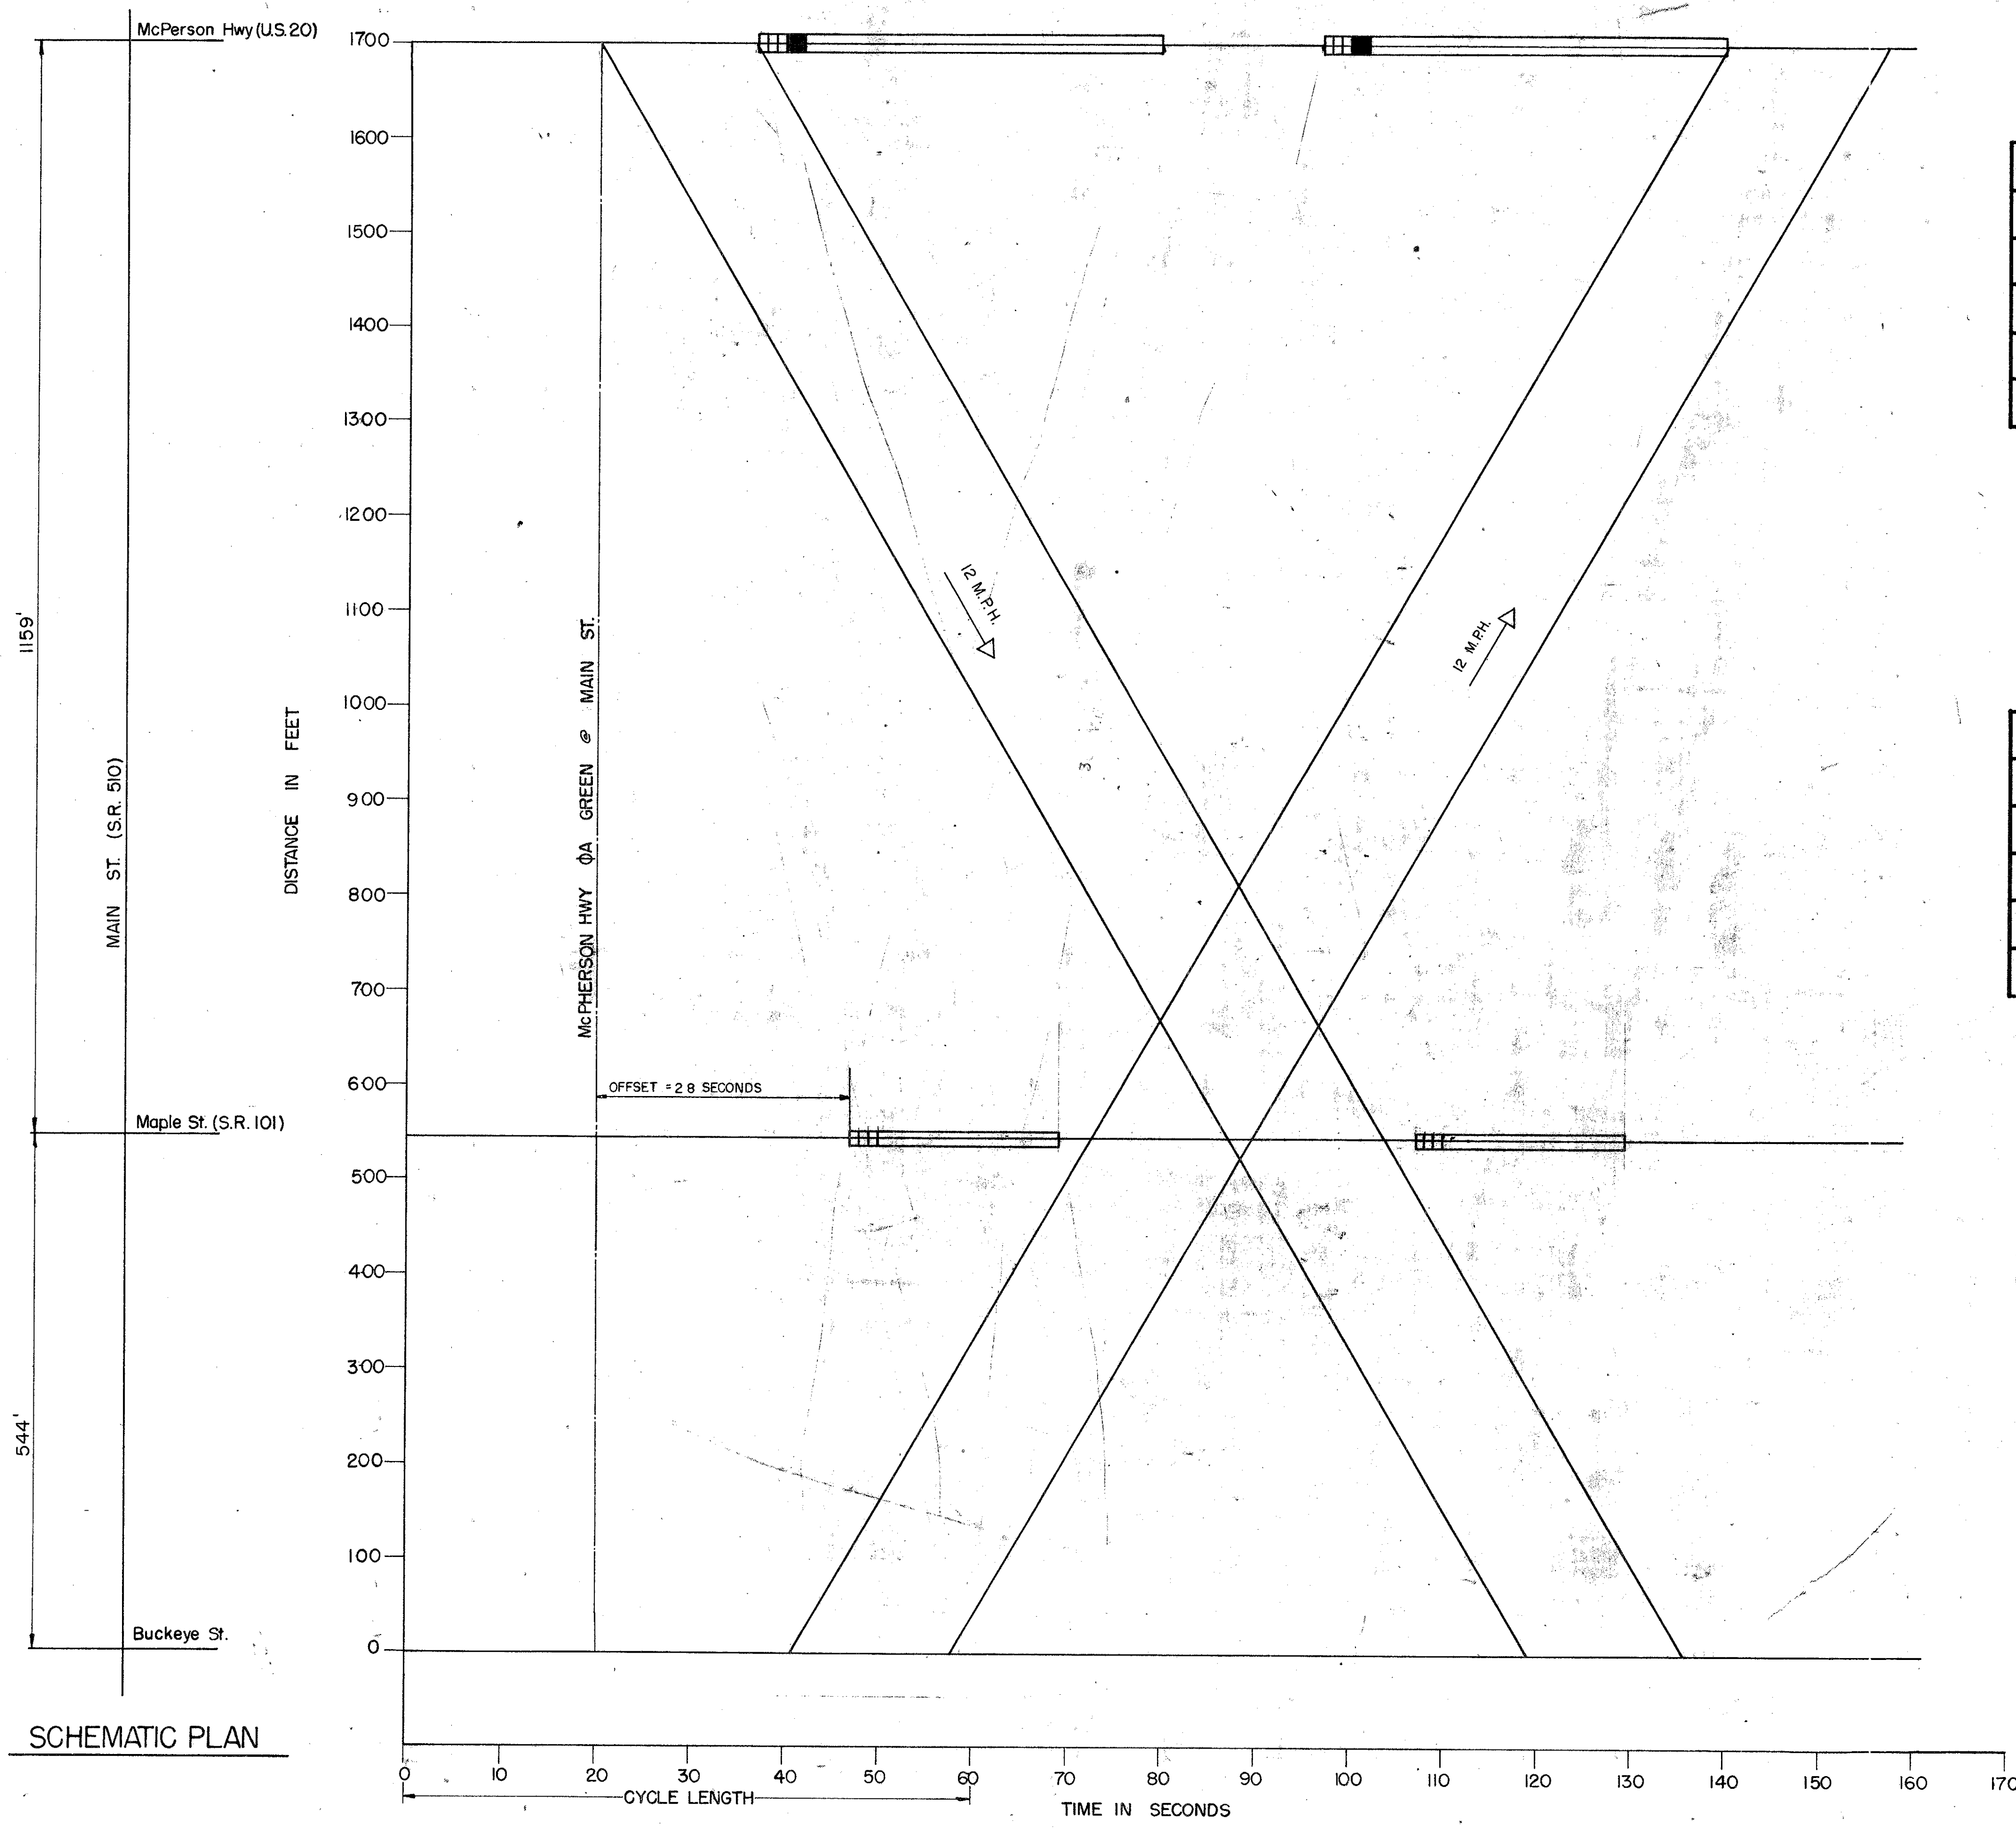 McPerson Hwy (U.S. 20)
1159'
MAIN ST. (S.R. 510)
Maple St. (S.R. 101)
544'
Buckeye St.
SCHEMATIC PLAN
DISTANCE IN FEET
1700
1600
1500
1400
1300
1200
1100
1000
900
800
700
600
500
400
300
200
100
0
McPHERSON HWY ϕA GREEN @ MAIN ST.
12 M.P.H.
12 M.P.H.
OFFSET = 28 SECONDS
0 10 20 30 40 50 60 70 80 90 100 110 120 130 140 150 160 170
CYCLE LENGTH
TIME IN SECONDS